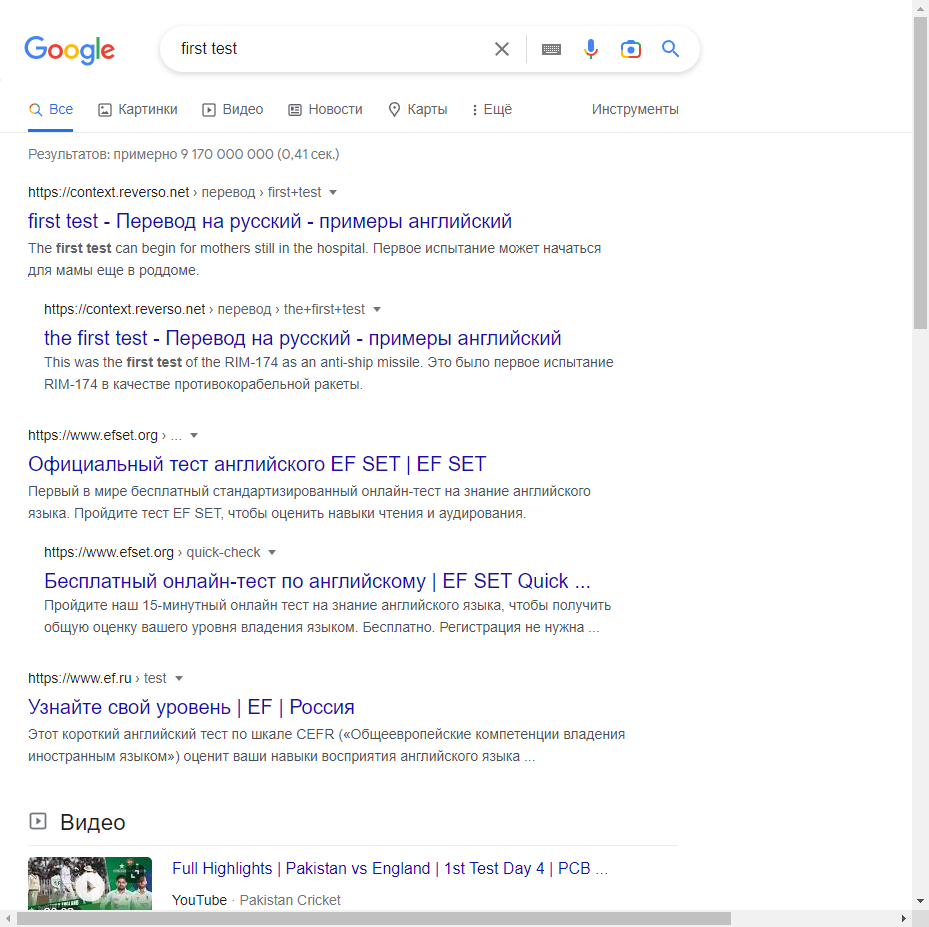 Google
first test
Все
Картинки
Видео
Новости
Карты
Ещё
Инструменты
Результатов: примерно 9 170 000 000 (0,41 сек.)
https://context.reverso.net › перевод › first+test
first test - Перевод на русский - примеры английский
The first test can begin for mothers still in the hospital. Первое испытание может начаться
для мамы еще в роддоме.
https://context.reverso.net › перевод › the+first+test
the first test - Перевод на русский - примеры английский
This was the first test of the RIM-174 as an anti-ship missile. Это было первое испытание
RIM-174 в качестве противокорабельной ракеты.
https://www.efset.org › ...
Официальный тест английского EF SET | EF SET
Первый в мире бесплатный стандартизированный онлайн-тест на знание английского
языка. Пройдите тест EF SET, чтобы оценить навыки чтения и аудирования.
https://www.efset.org › quick-check
Бесплатный онлайн-тест по английскому | EF SET Quick ...
Пройдите наш 15-минутный онлайн тест на знание английского языка, чтобы получить
общую оценку вашего уровня владения языком. Бесплатно. Регистрация не нужна ...
https://www.ef.ru › test
Узнайте свой уровень | EF | Россия
Этот короткий английский тест по шкале CEFR («Общеевропейские компетенции владения
иностранным языком») оценит ваши навыки восприятия английского языка ...
Видео
Full Highlights | Pakistan vs England | 1st Test Day 4 | PCB ...
YouTube · Pakistan Cricket